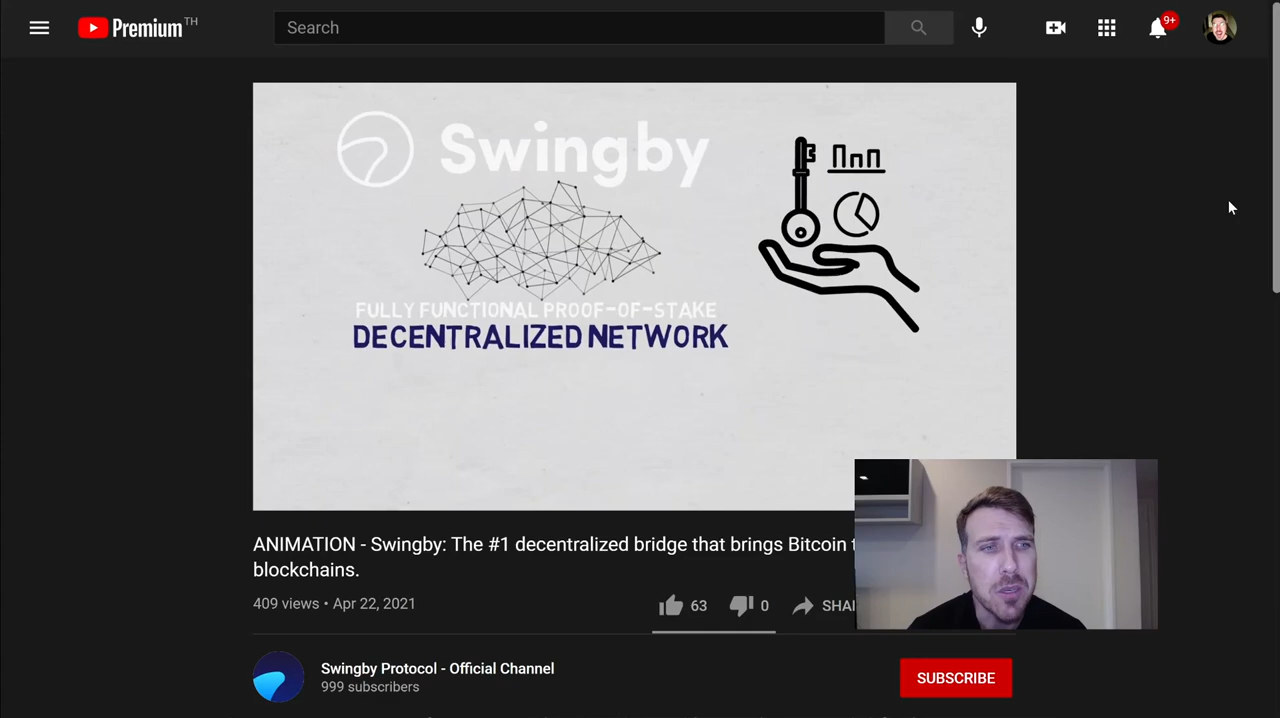 Premium TH
Search
9+
Swingby
FULLY FUNCTIONAL PROOF-OF-STAKE
DECENTRALIZED NETWORK
ANIMATION - Swingby: The #1 decentralized bridge that brings Bitcoin
blockchains.
409 views • Apr 22, 2021
63
0
SHA
Swingby Protocol - Official Channel
999 subscribers
SUBSCRIBE